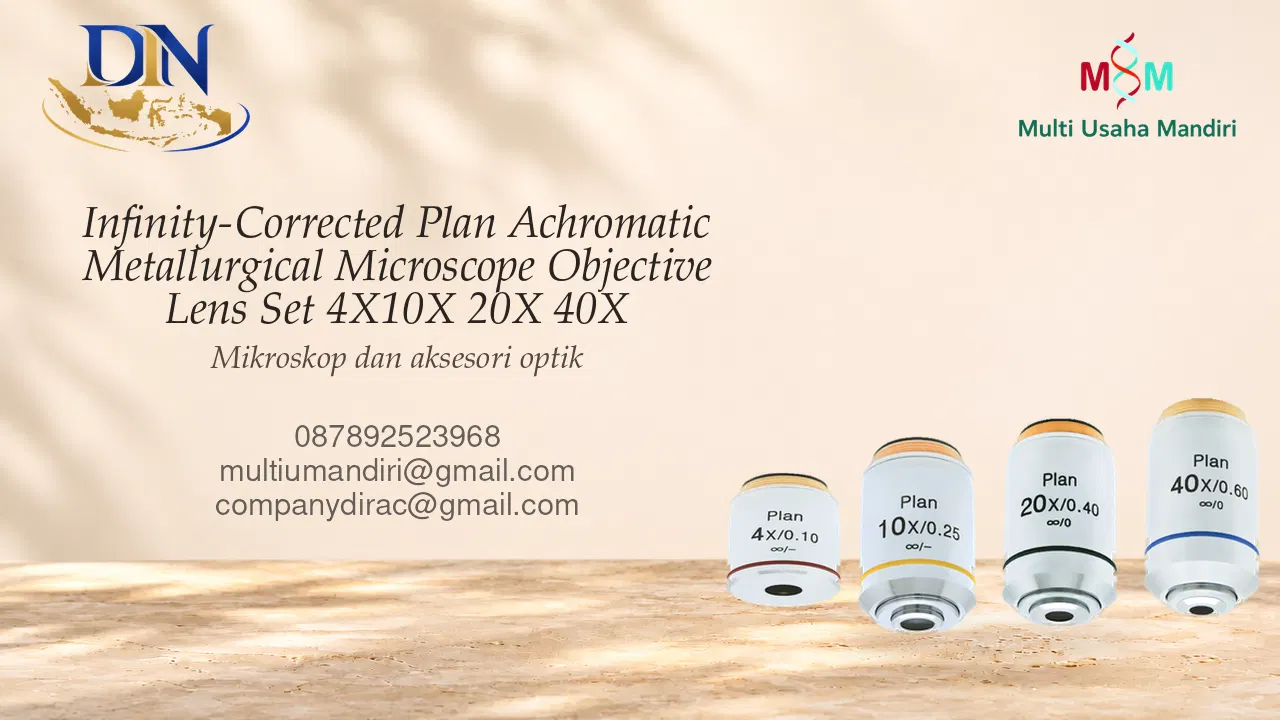 DIN
M M
Multi Usaha Mandiri
Infinity-Corrected Plan Achromatic
Metallurgical Microscope Objective
Lens Set 4X10X 20X 40X
Mikroskop dan aksesori optik
087892523968
multiumandiri@gmail.com
companydirac@gmail.com
Plan
4X/0.10
∞/–
Plan
10X/0.25
∞/–
Plan
20X/0.40
∞/0
Plan
40X/0.60
∞/0